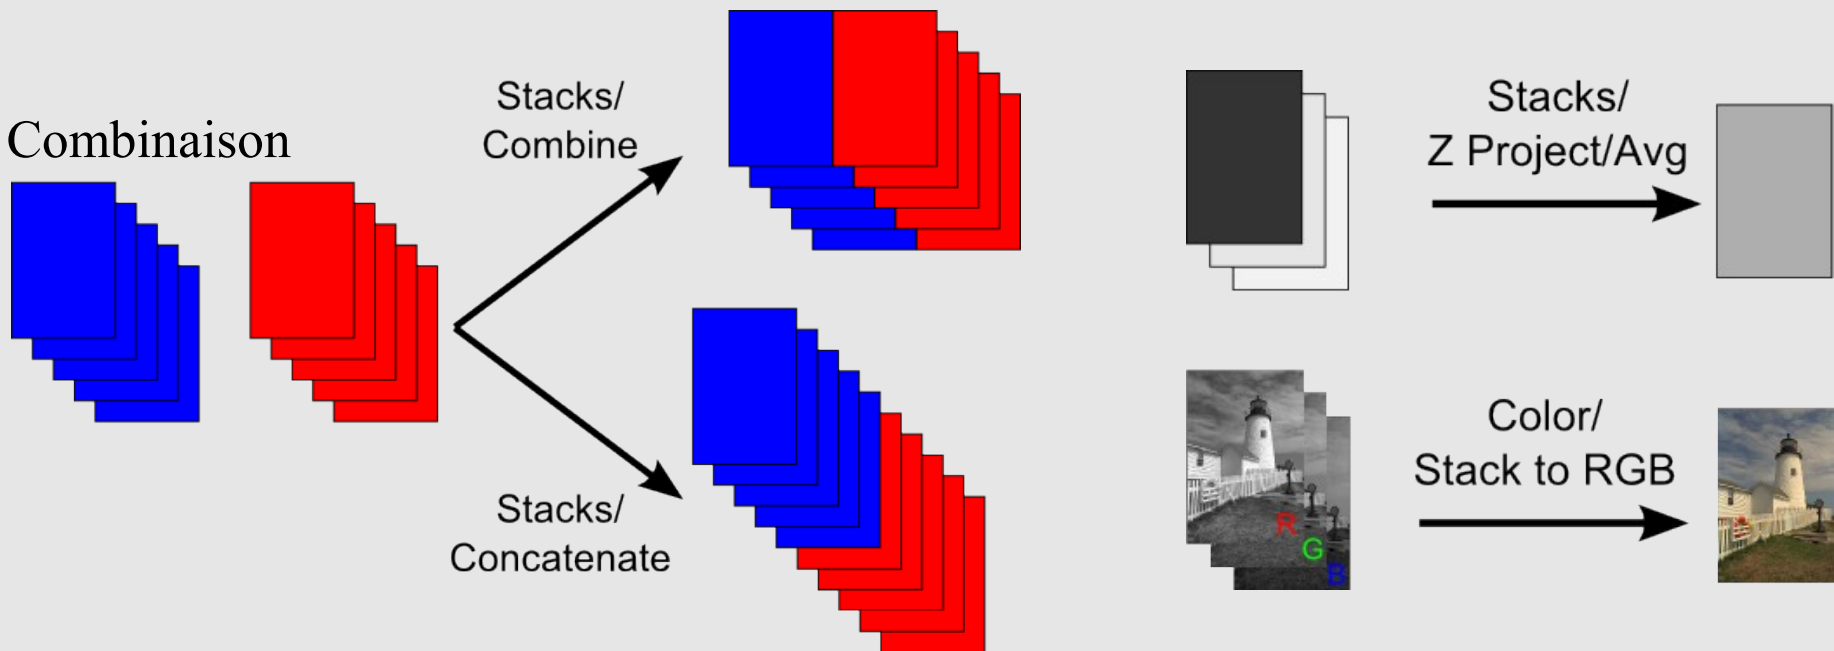 Combinaison
Stacks/
Combine
Stacks/
Concatenate
Stacks/
Z Project/Avg
Color/
Stack to RGB
R
G
B